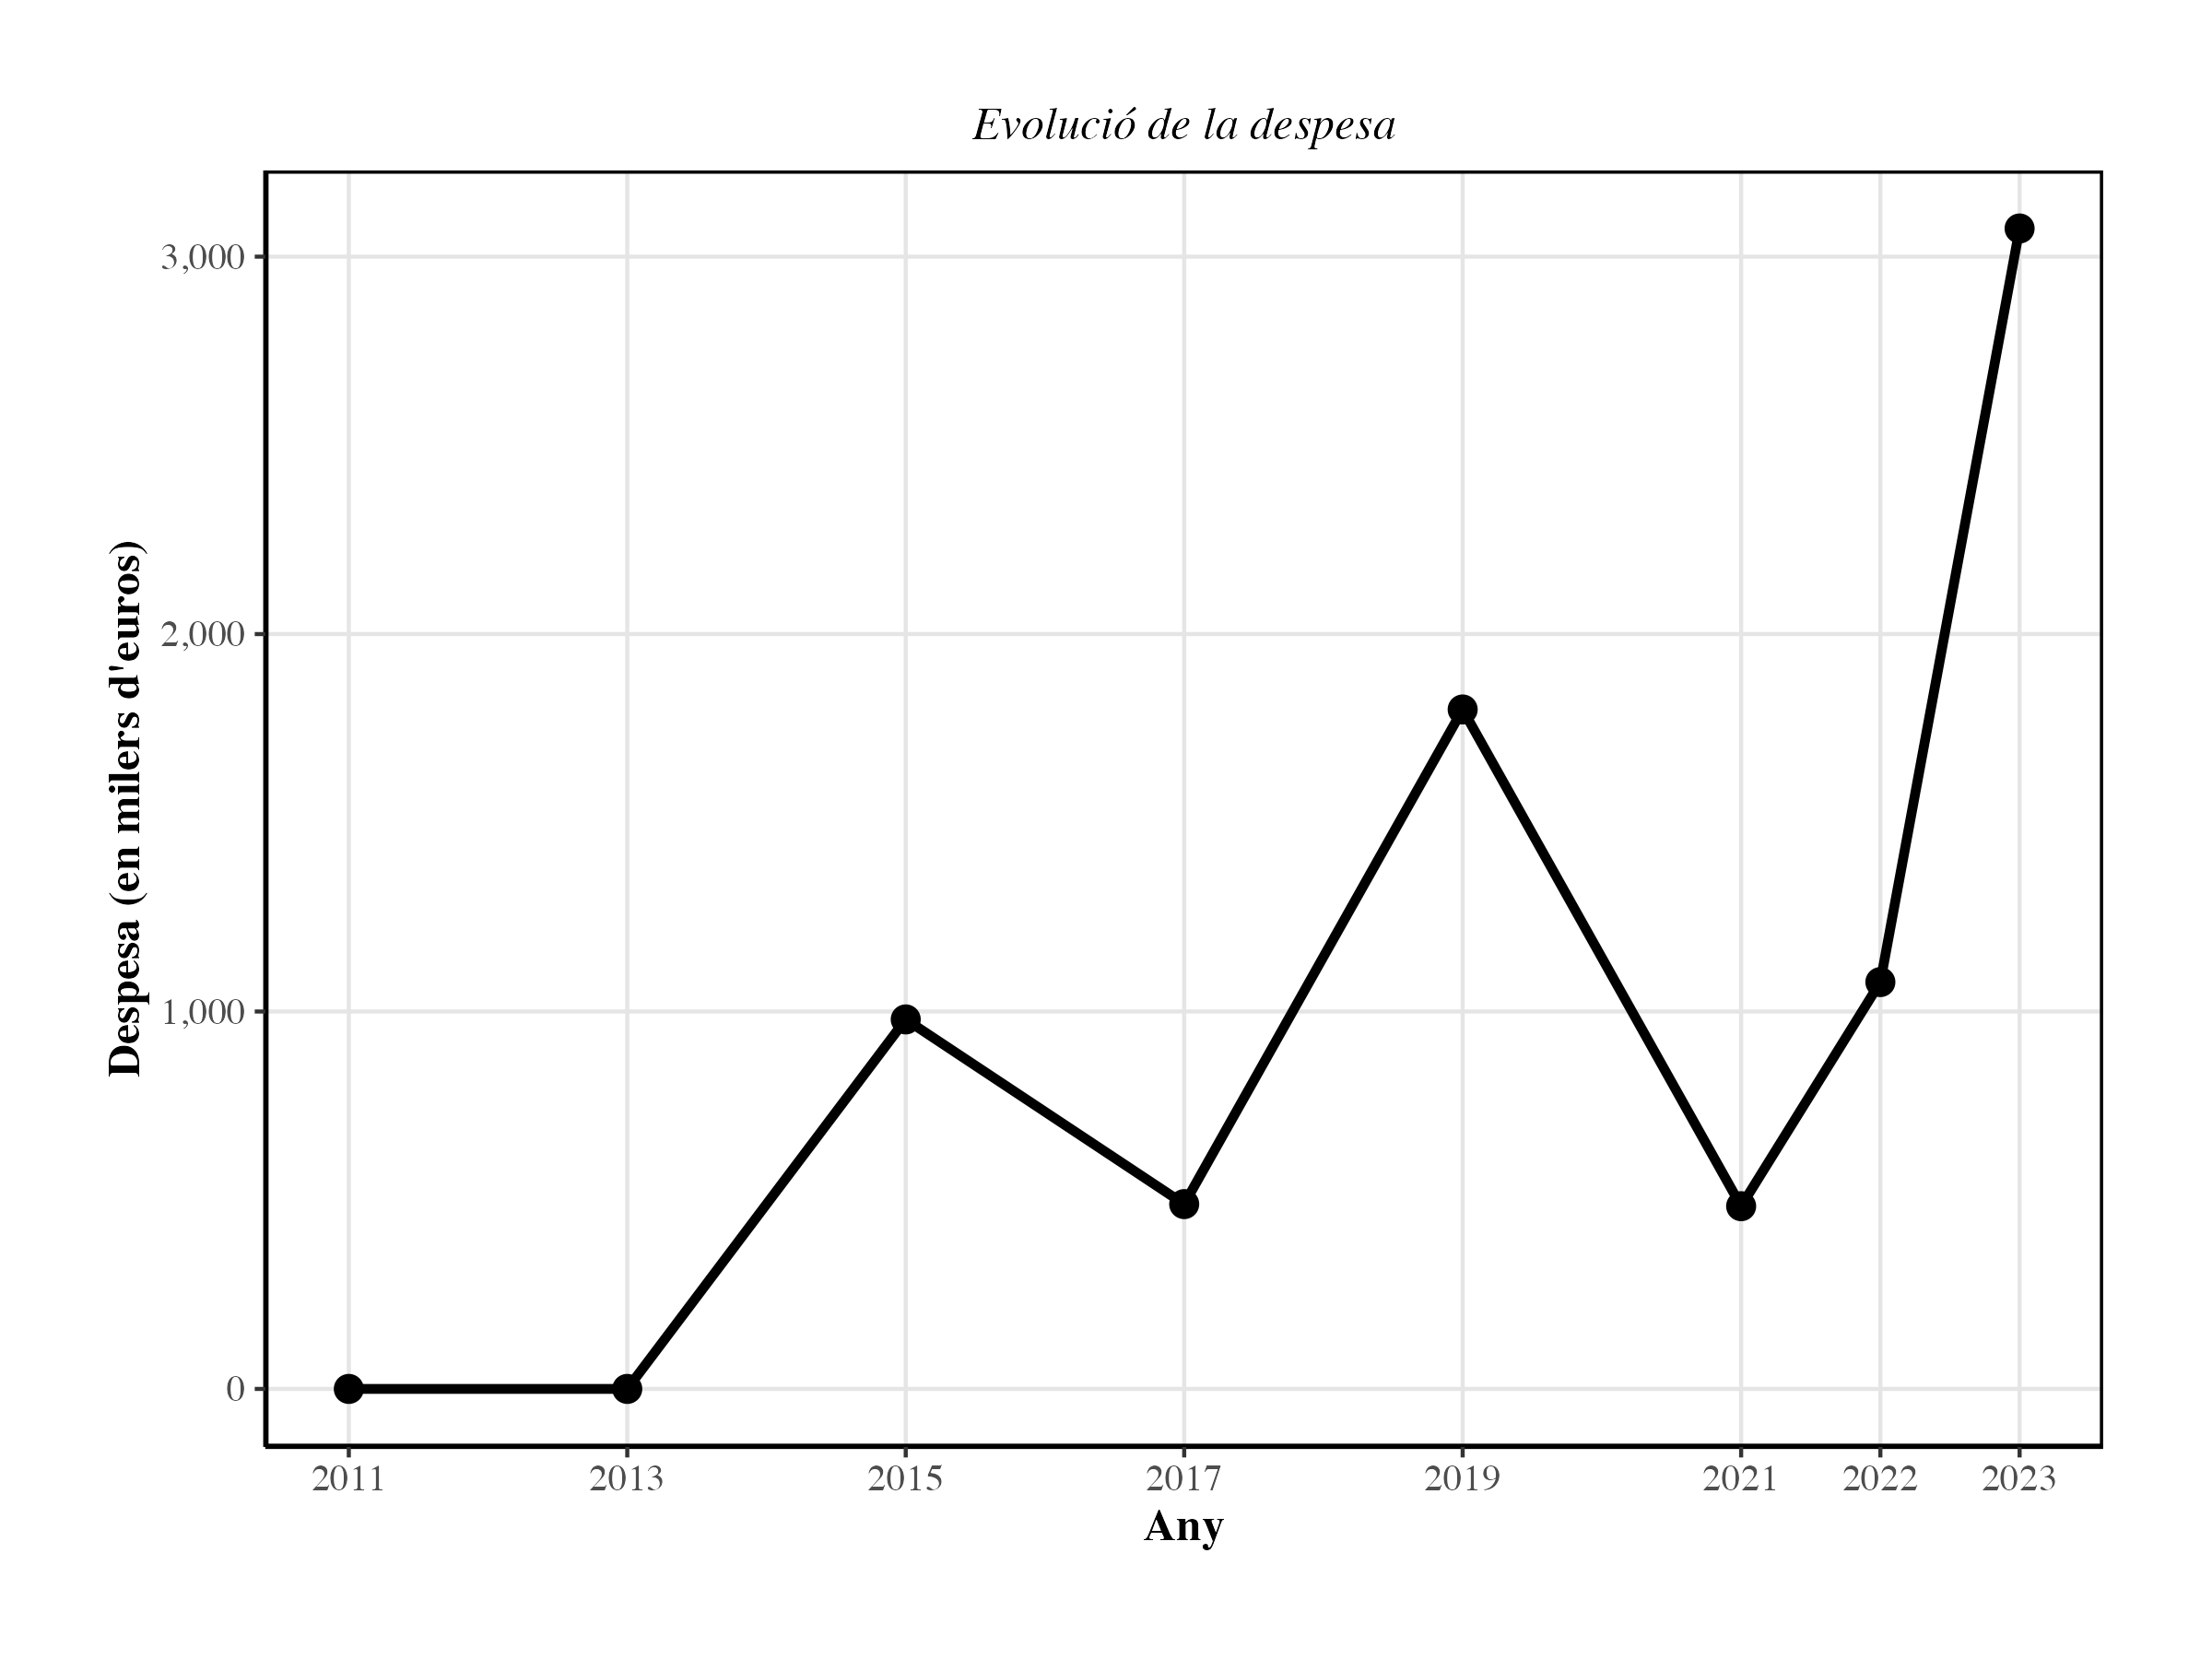 Evolució de la despesa
Despesa (en milers d'euros)
3,000
2,000
1,000
0
2011 2013 2015 2017 2019 2021 2022 2023
Any